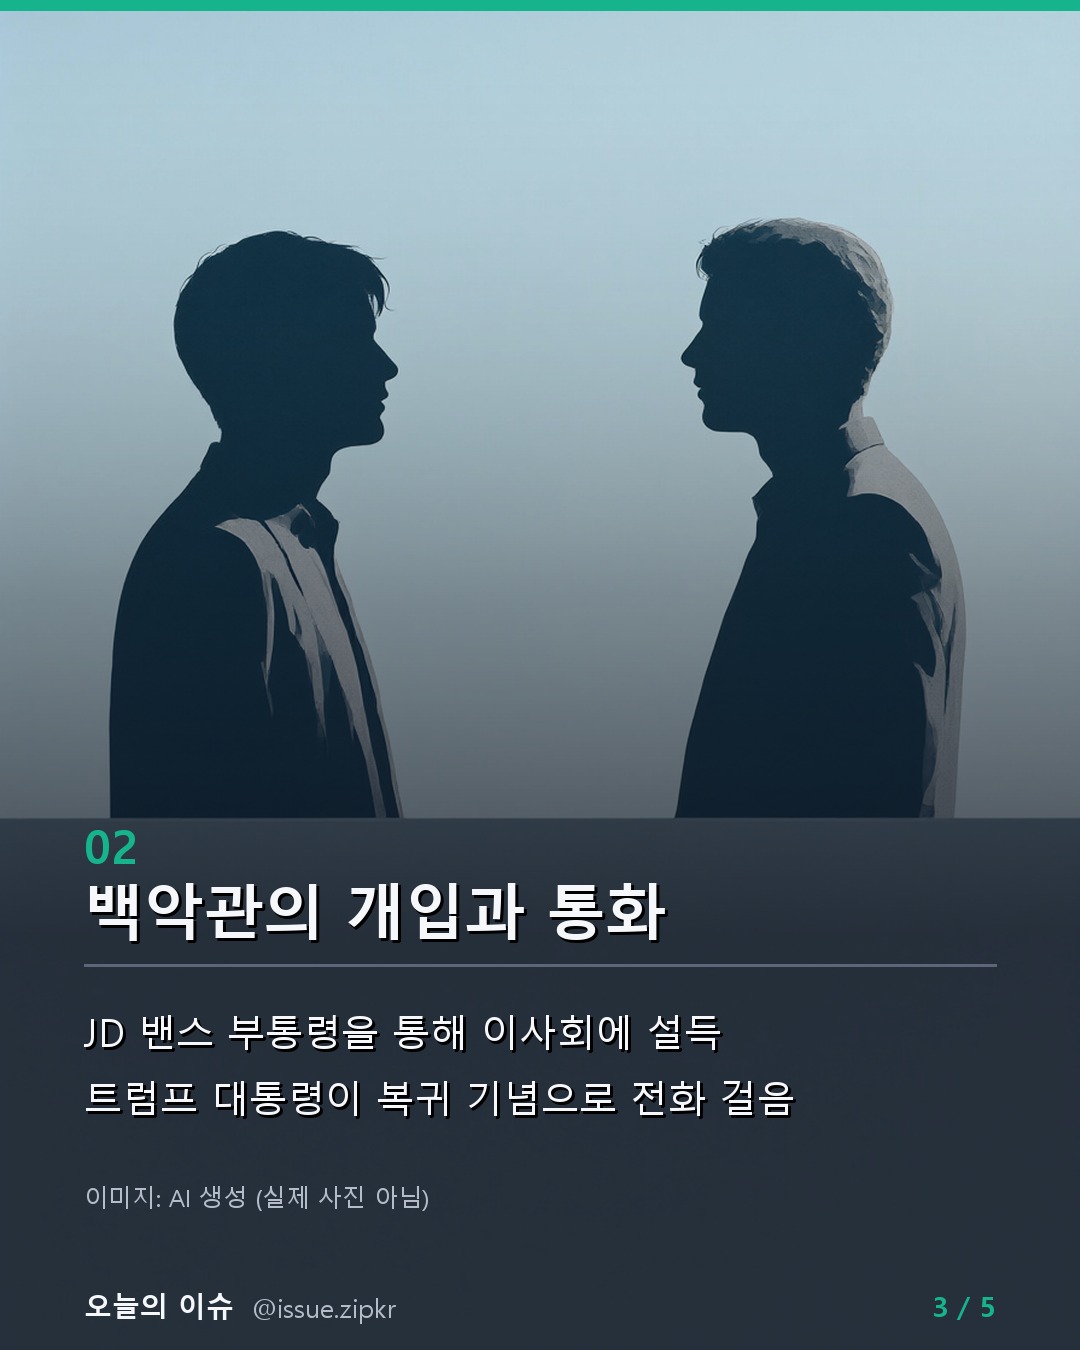 02
백악관의 개입과 통화
JD 밴스 부통령을 통해 이사회에 설득
트럼프 대통령이 복귀 기념으로 전화 걸음
이미지: AI 생성 (실제 사진 아님)
오늘의 이슈 @issue.zipkr 3 / 5